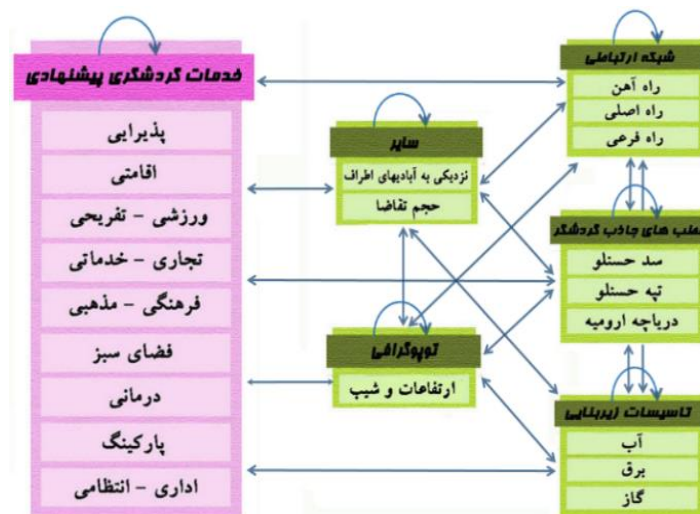 خدمات گردشگری پیشنهادی
پذیرایی
اقامتی
ورزشی - تفریحی
تجاری - خدماتی
فرهنگی - مذهبی
فضای سبز
درمانی
پارکینگ
اداری - انتظامی
سایر
نزدیکی به آبادیهای اطراف
حجم تقاضا
توپوگرافی
ارتفاعات و شیب
شبکه ارتباطی
راه آهن
راه اصلی
راه فرعی
های جاذب گردشگر
سد حسنلو
تپه حسنلو
دریاچه ارومیه
تاسیسات زیربنایی
آب
برق
گاز